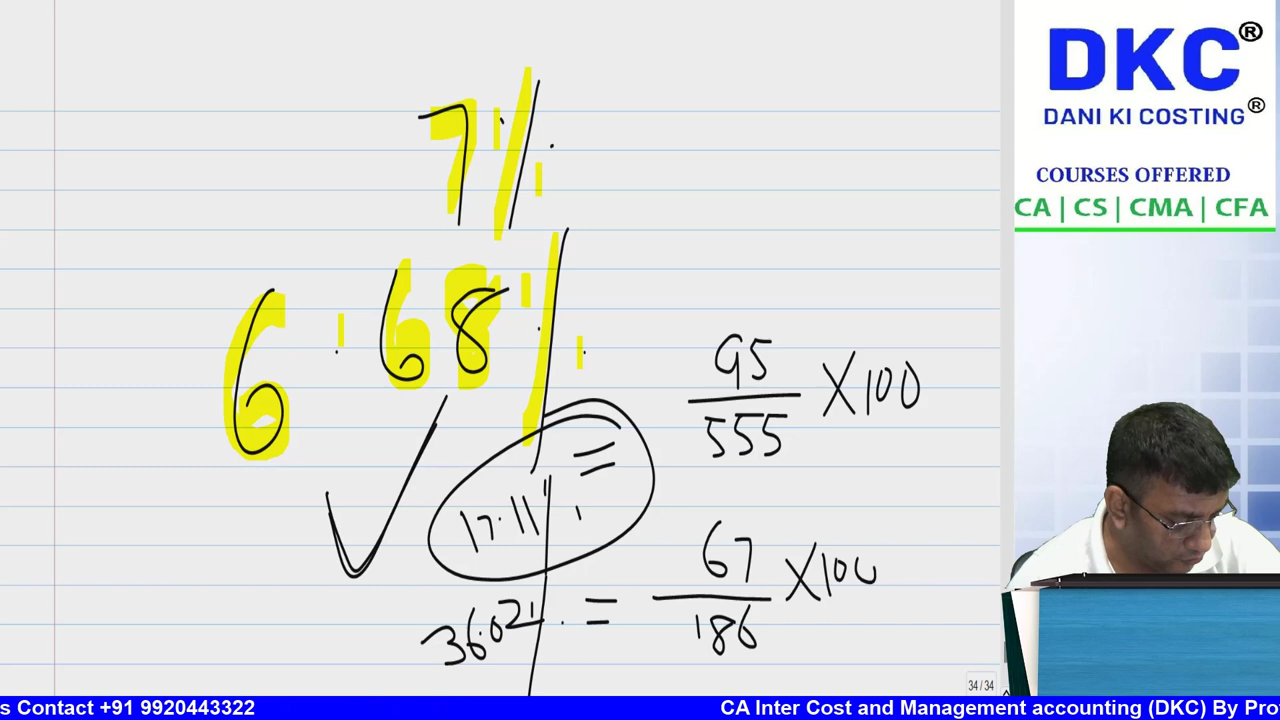 7%
6.68%
17.11% = 95/555 X100
36.02% = 67/186 X100
34 / 34
DKC®
DANI KI COSTING®
COURSES OFFERED
CA | CS | CMA | CFA
s Contact +91 9920443322
CA Inter Cost and Management accounting (DKC) By Pro